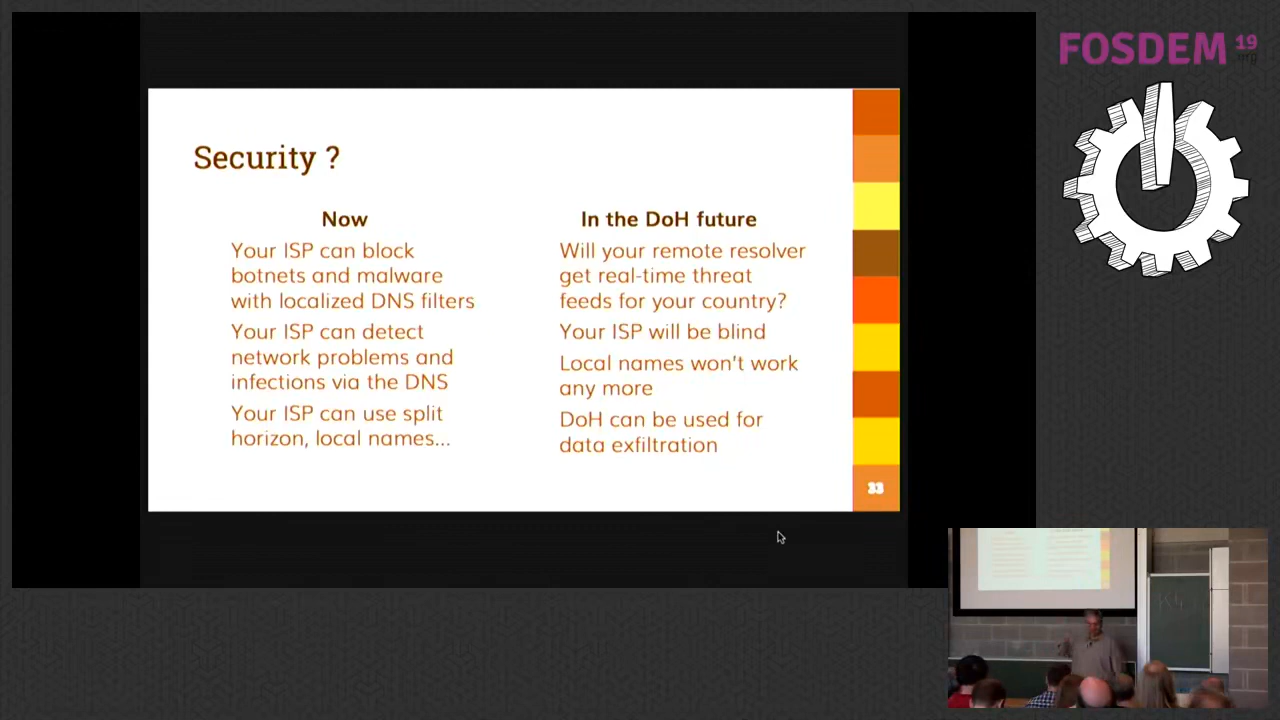 FOSDEM 19
.org
Security ?
Now
Your ISP can block
botnets and malware
with localized DNS filters
Your ISP can detect
network problems and
infections via the DNS
Your ISP can use split
horizon, local names...
In the DoH future
Will your remote resolver
get real-time threat
feeds for your country?
Your ISP will be blind
Local names won't work
any more
DoH can be used for
data exfiltration
33